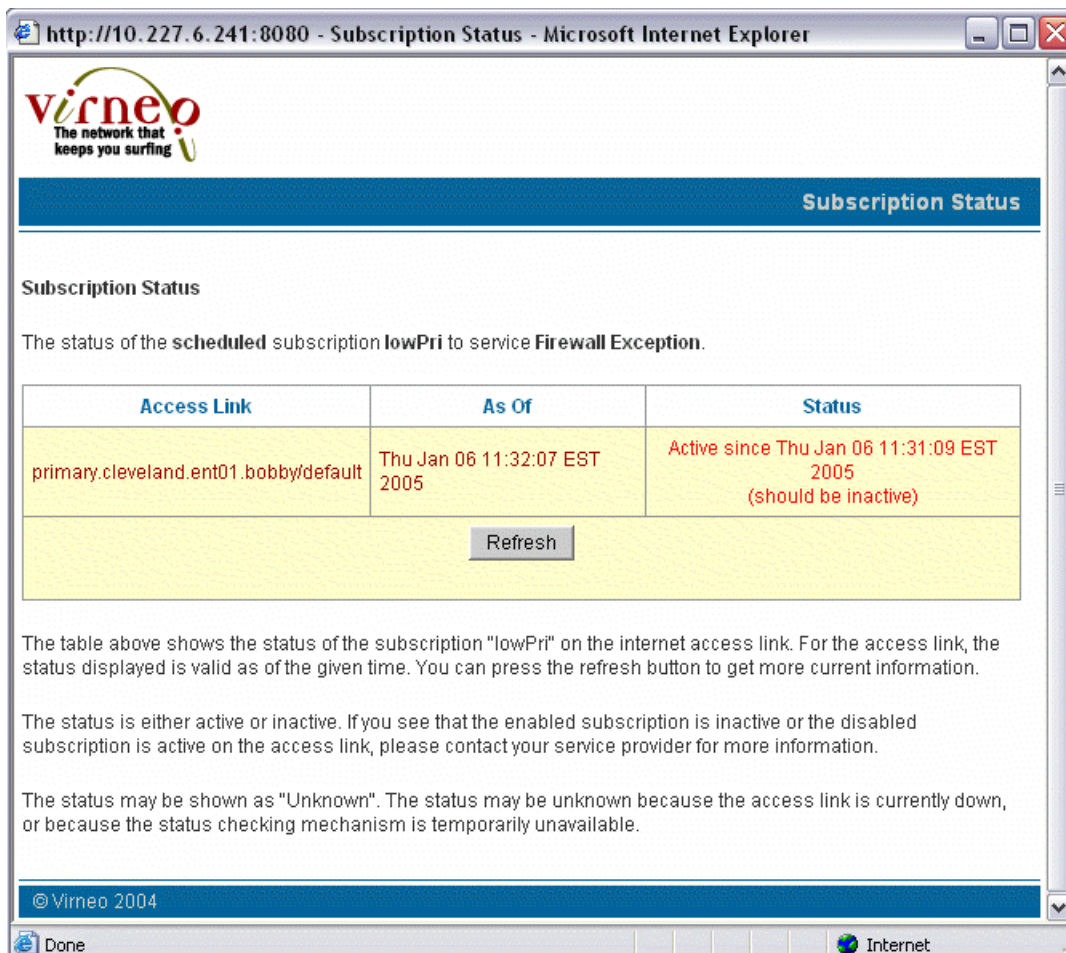 http://10.227.6.241:8080 - Subscription Status - Microsoft Internet Explorer
virneo
The network that
keeps you surfing
Subscription Status
Subscription Status
The status of the scheduled subscription lowPri to service Firewall Exception.
Access Link As Of Status
primary.cleveland.ent01.bobby/default Thu Jan 06 11:32:07 EST 2005 Active since Thu Jan 06 11:31:09 EST 2005 (should be inactive)
Refresh
The table above shows the status of the subscription "lowPri" on the internet access link. For the access link, the
status displayed is valid as of the given time. You can press the refresh button to get more current information.
The status is either active or inactive. If you see that the enabled subscription is inactive or the disabled
subscription is active on the access link, please contact your service provider for more information.
The status may be shown as "Unknown". The status may be unknown because the access link is currently down,
or because the status checking mechanism is temporarily unavailable.
© Virneo 2004
Done Internet